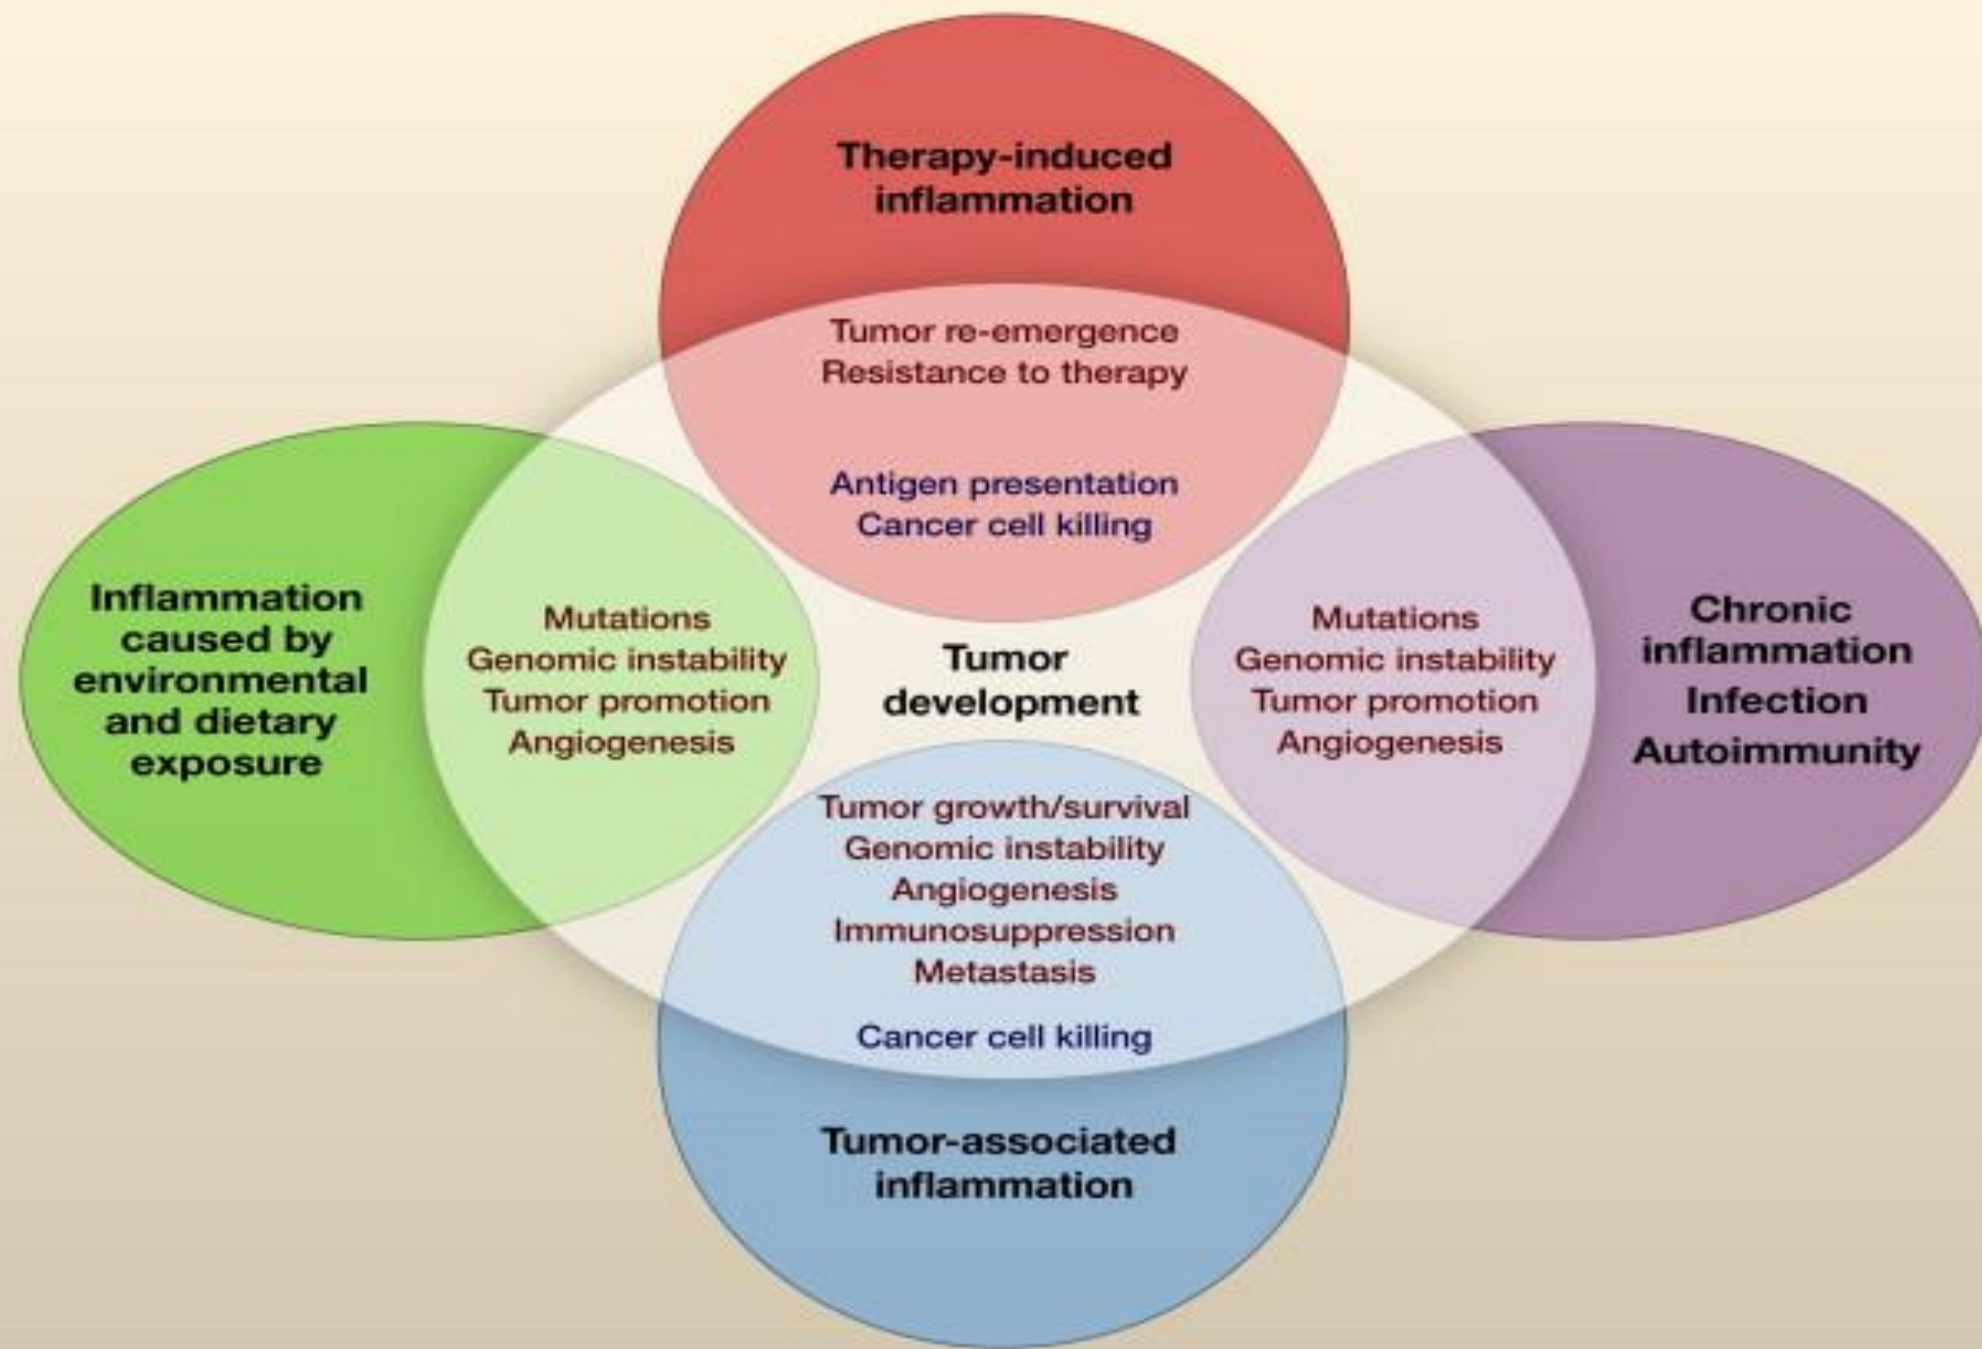 Therapy-induced
inflammation
Tumor re-emergence
Resistance to therapy
Antigen presentation
Cancer cell killing
Inflammation
caused by
environmental
and dietary
exposure
Mutations
Genomic instability
Tumor promotion
Angiogenesis
Tumor
development
Mutations
Genomic instability
Tumor promotion
Angiogenesis
Chronic
inflammation
Infection
Autoimmunity
Tumor growth/survival
Genomic instability
Angiogenesis
Immunosuppression
Metastasis
Cancer cell killing
Tumor-associated
inflammation